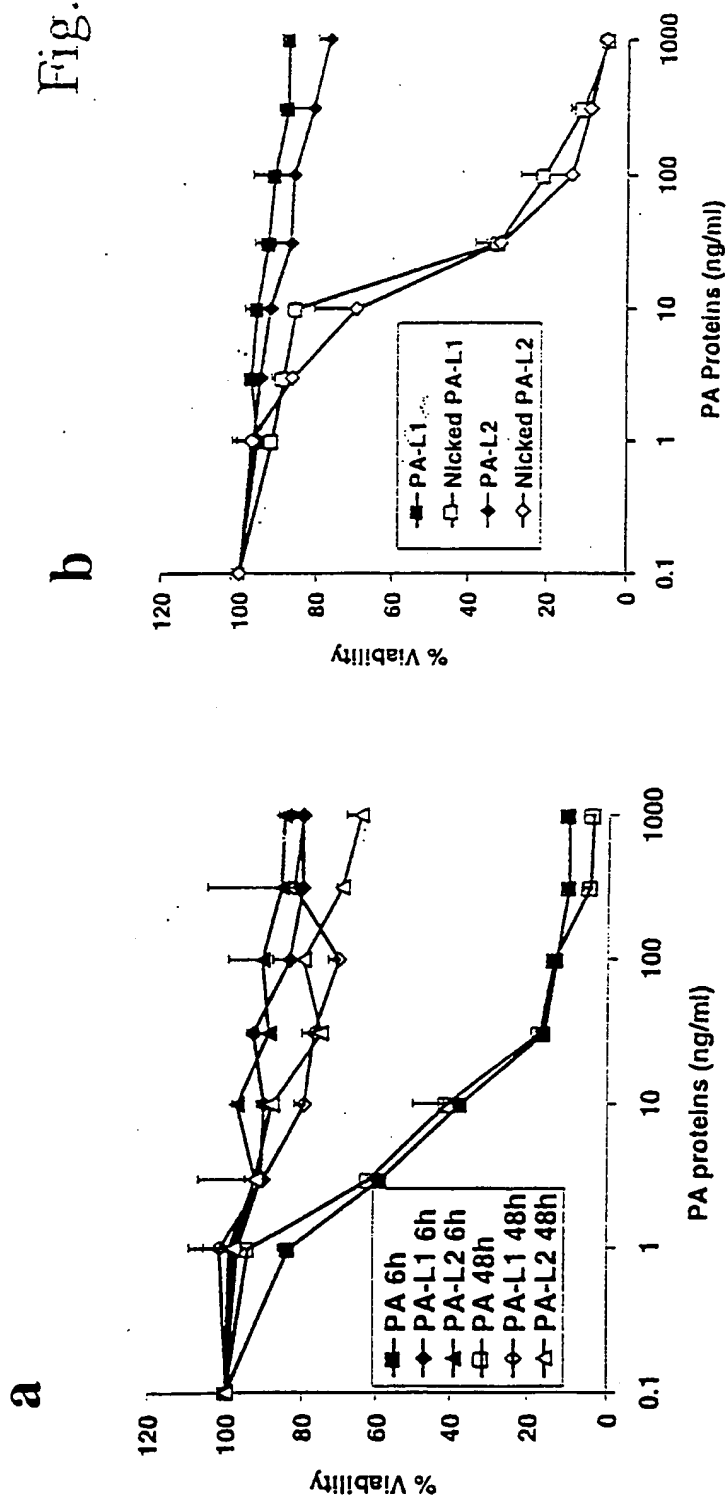 Fig.
a
% Viability
120
100
80
60
40
20
0
PA 6h
PA-L1 6h
PA-L2 6h
PA 48h
PA-L1 48h
PA-L2 48h
0.1
1
10
100
1000
PA proteins (ng/ml)
b
% Viability
120
100
80
60
40
20
0
PA-L1
Nicked PA-L1
PA-L2
Nicked PA-L2
0.1
1
10
100
1000
PA Proteins (ng/ml)